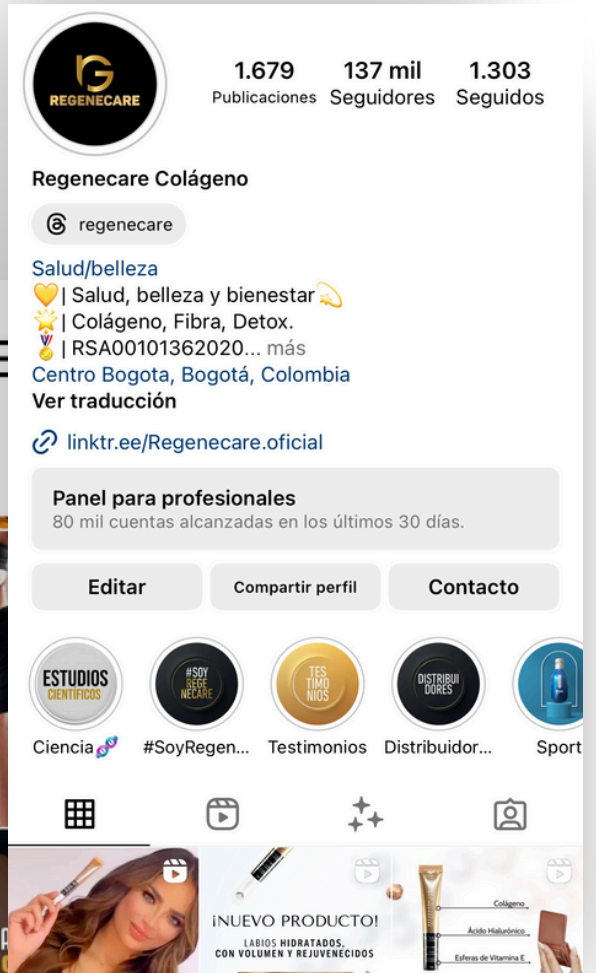 REGENECARE
1.679 137 mil 1.303
Publicaciones Seguidores Seguidos
Regenecare Colágeno
regenecare
Salud/belleza
💛| Salud, belleza y bienestar💫
🌟| Colágeno, Fibra, Detox.
🏅| RSA00101362020... más
Centro Bogota, Bogotá, Colombia
Ver traducción
linktr.ee/Regenecare.oficial
Panel para profesionales
80 mil cuentas alcanzadas en los últimos 30 días.
Editar Compartir perfil Contacto
ESTUDIOS
CIENTÍFICOS
#SOY
REGE
NECARE
TES
TIMO
NIOS
DISTRIBUI
DORES
Ciencia🧬 #SoyRegen... Testimonios Distribuidor... Sport
¡NUEVO PRODUCTO!
LABIOS HIDRATADOS,
CON VOLUMEN Y REJUVENECIDOS
Colágeno
Ácido Hialurónico
Esferas de Vitamina E